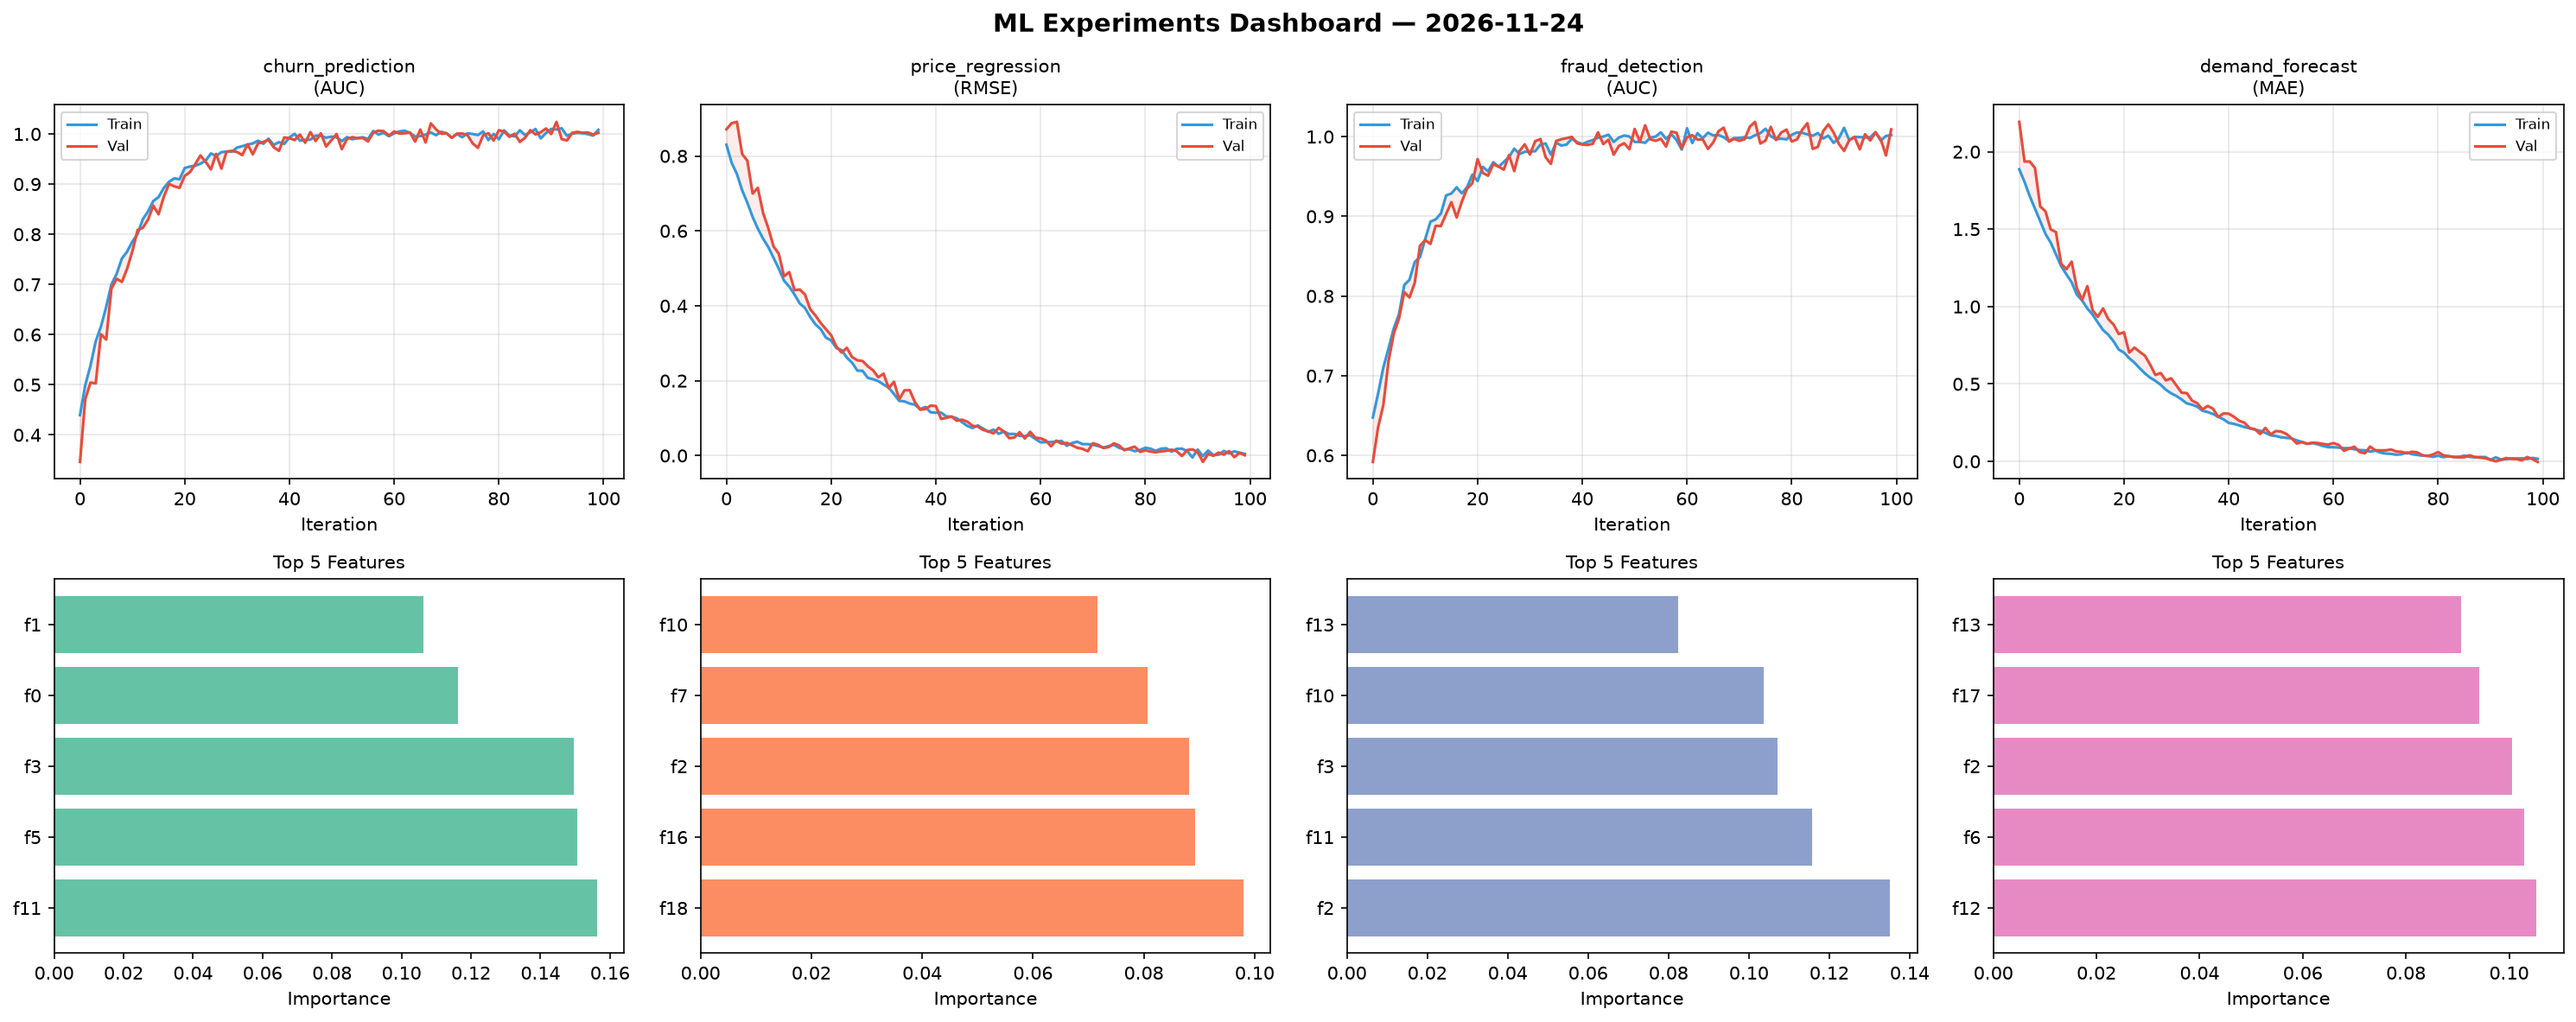 ML Experiments Dashboard — 2026-11-24
churn_prediction
(AUC)
Train
Val
1.0
0.9
0.8
0.7
0.6
0.5
0.4
0 20 40 60 80 100
Iteration
price_regression
(RMSE)
Train
Val
0.8
0.6
0.4
0.2
0.0
0 20 40 60 80 100
Iteration
fraud_detection
(AUC)
Train
Val
1.0
0.9
0.8
0.7
0.6
0 20 40 60 80 100
Iteration
demand_forecast
(MAE)
Train
Val
2.0
1.5
1.0
0.5
0.0
0 20 40 60 80 100
Iteration
Top 5 Features
f1
f0
f3
f5
f11
0.00 0.02 0.04 0.06 0.08 0.10 0.12 0.14 0.16
Importance
Top 5 Features
f10
f7
f2
f16
f18
0.00 0.02 0.04 0.06 0.08 0.10
Importance
Top 5 Features
f13
f10
f3
f11
f2
0.00 0.02 0.04 0.06 0.08 0.10 0.12 0.14
Importance
Top 5 Features
f13
f17
f2
f6
f12
0.00 0.02 0.04 0.06 0.08 0.10
Importance